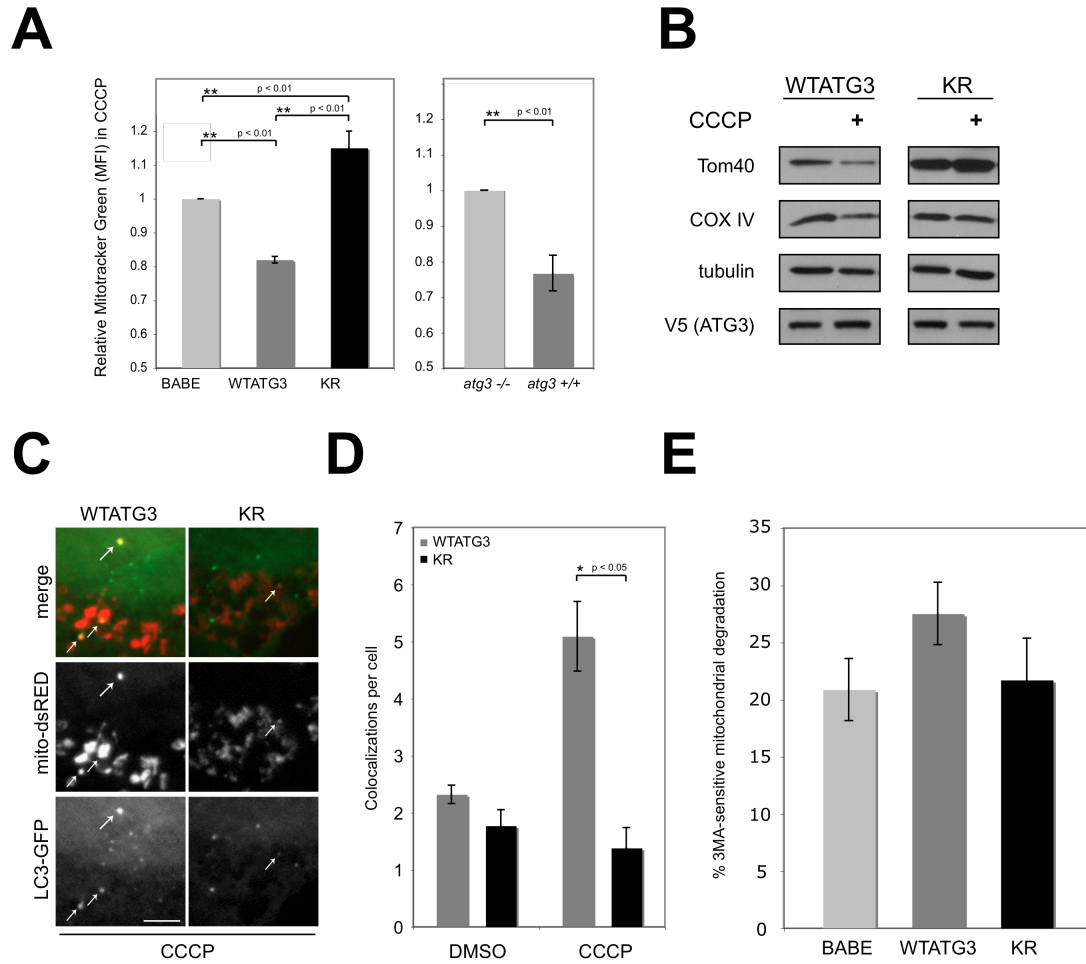 A
Relative Mitotracker Green (MFI) in CCCP
** p < 0.01
** p < 0.01
** p < 0.01
1.2
1.1
1
0.9
0.8
0.7
0.6
0.5
BABE WTATG3 KR
** p < 0.01
1.2
1.1
1
0.9
0.8
0.7
0.6
0.5
atg3 -/- atg3 +/+
B
WTATG3 KR
CCCP + +
Tom40
COX IV
tubulin
V5 (ATG3)
C
WTATG3 KR
merge
mito-dsRED
LC3-GFP
CCCP
D
Colocalizations per cell
7
6
5
4
3
2
1
0
WTATG3
KR
* p < 0.05
DMSO CCCP
E
% 3MA-sensitive mitochondrial degradation
35
30
25
20
15
10
5
0
BABE WTATG3 KR